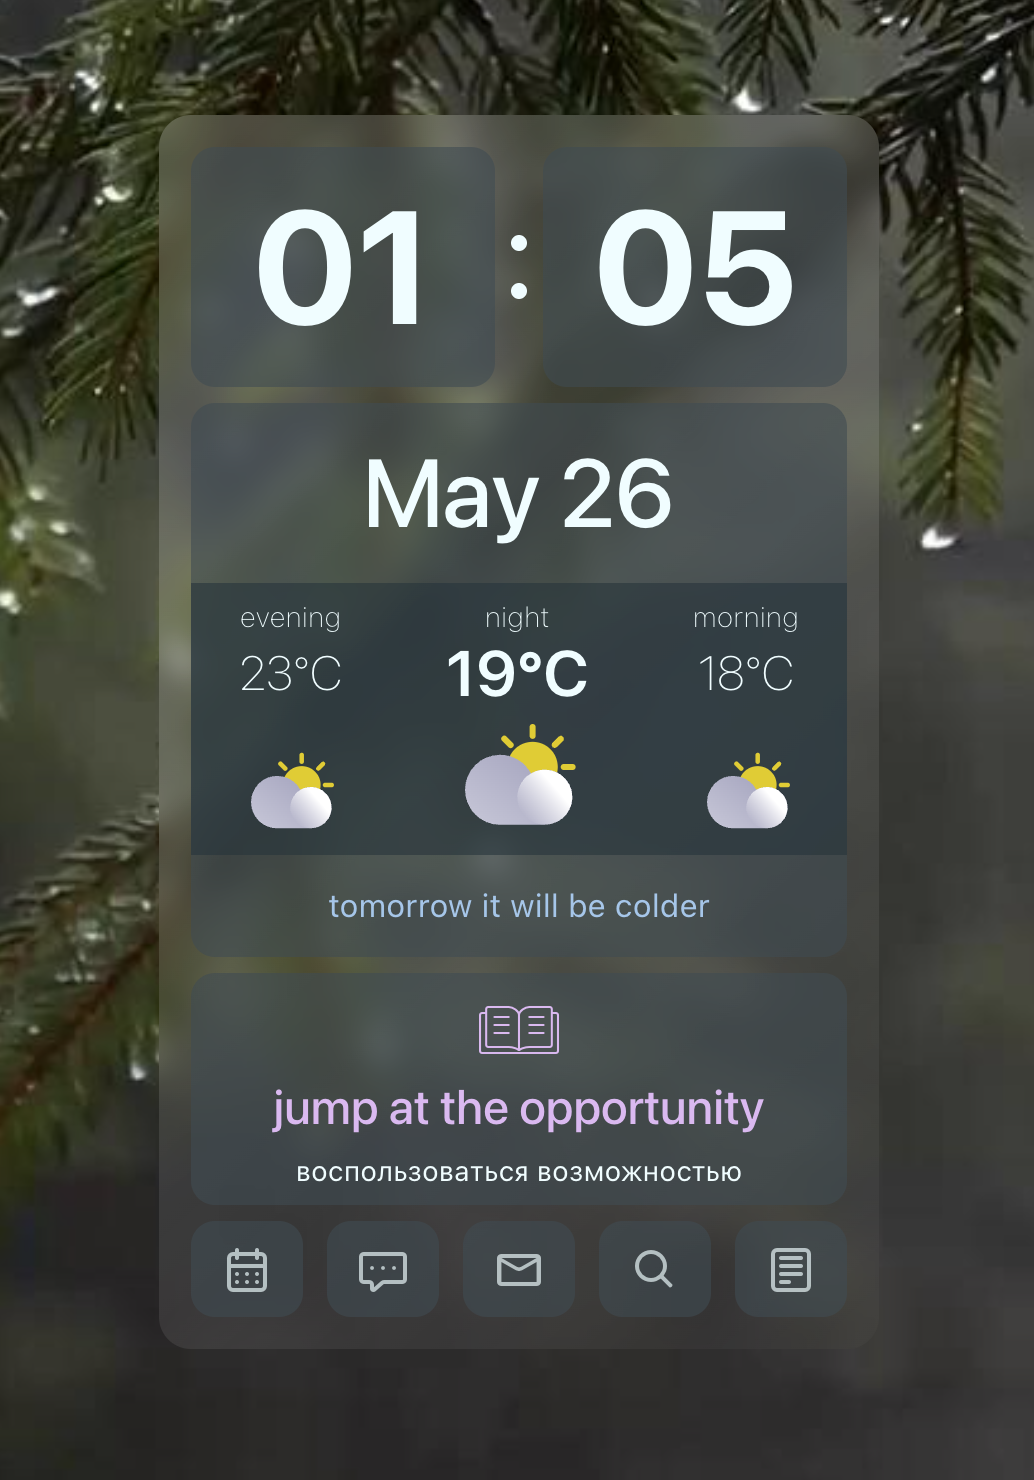 01 : 05
May 26
evening night morning
23°C 19°C 18°C
tomorrow it will be colder
jump at the opportunity
воспользоваться возможностью